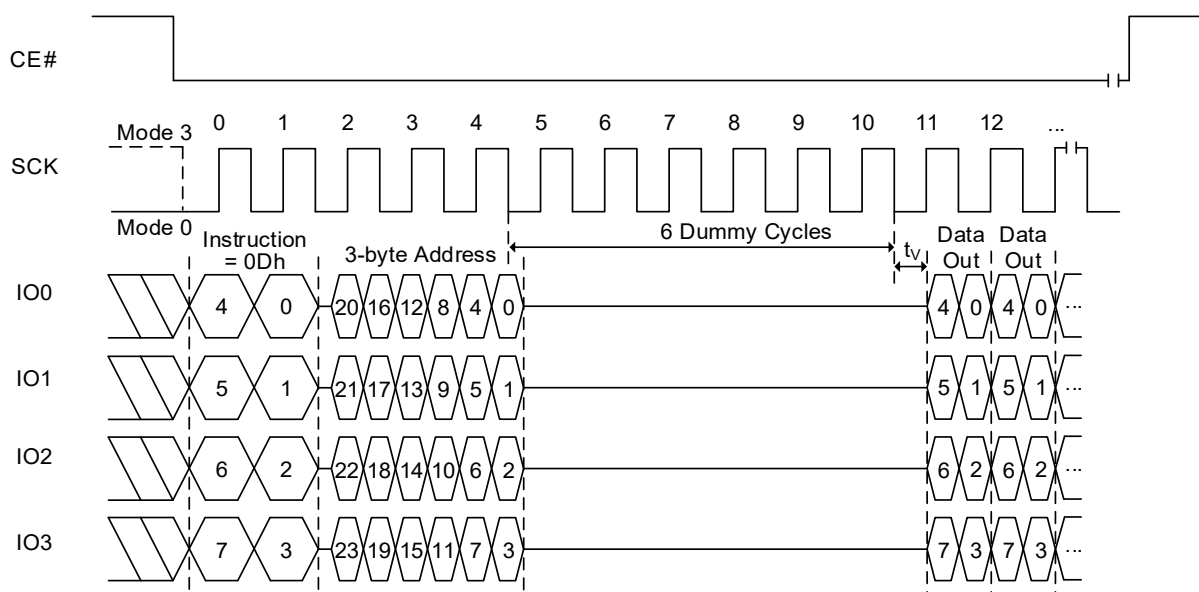 CE#
0 1 2 3 4 5 6 7 8 9 10 11 12 ...
Mode 3
SCK
Mode 0
Instruction
= 0Dh
3-byte Address
6 Dummy Cycles
tV
Data
Out
Data
Out
IO0
4 0 20 16 12 8 4 0 4 0 4 0 ...
IO1
5 1 21 17 13 9 5 1 5 1 5 1 ...
IO2
6 2 22 18 14 10 6 2 6 2 6 2 ...
IO3
7 3 23 19 15 11 7 3 7 3 7 3 ...